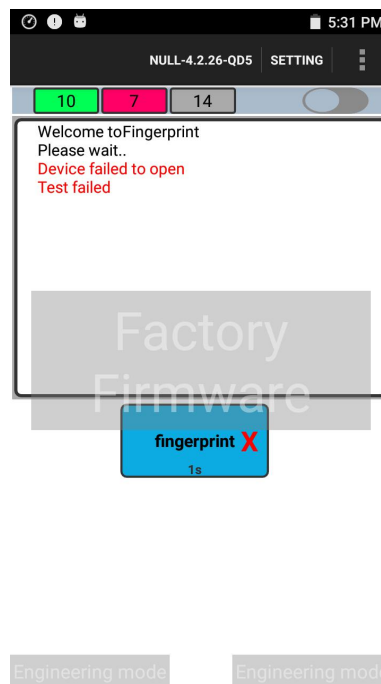 5:31 PM
NULL-4.2.26-QD5 SETTING
10 7 14
Welcome toFingerprint
Please wait..
Device failed to open
Test failed
Factory
Firmware
fingerprint X
1s
Engineering mode Engineering mode